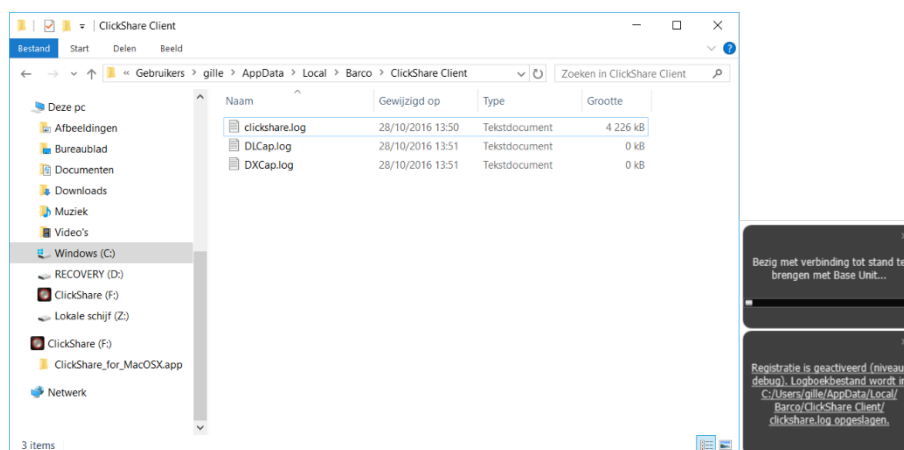 ClickShare Client
Bestand Start Delen Beeld
« Gebruikers > gille > AppData > Local > Barco > ClickShare Client
Zoeken in ClickShare Client
Naam Gewijzigd op Type Grootte
clickshare.log 28/10/2016 13:50 Tekstdocument 4 226 kB
DLCap.log 28/10/2016 13:51 Tekstdocument 0 kB
DXCap.log 28/10/2016 13:51 Tekstdocument 0 kB
Deze pc
Afbeeldingen
Bureaublad
Documenten
Downloads
Muziek
Video's
Windows (C:)
RECOVERY (D:)
ClickShare (F:)
Lokale schijf (Z:)
ClickShare (F:)
ClickShare_for_MacOSX.app
Netwerk
3 items
Bezig met verbinding tot stand te
brengen met Base Unit...
Registratie is geactiveerd (niveau
debug). Logboekbestand wordt in
C:/Users/gille/AppData/Local/
Barco/ClickShare Client/
clickshare.log opgeslagen.